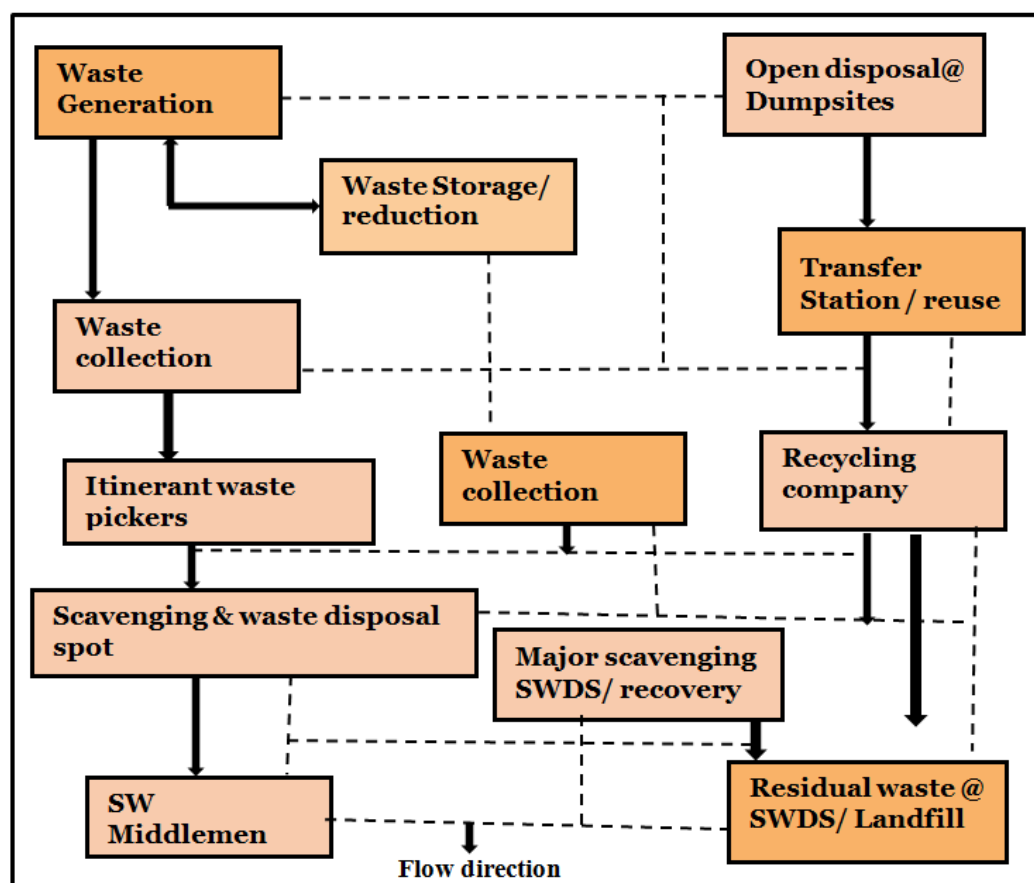 Waste
Generation
Open disposal@
Dumpsites
Waste Storage/
reduction
Transfer
Station / reuse
Waste
collection
Waste
collection
Recycling
company
Itinerant waste
pickers
Scavenging & waste disposal
spot
Major scavenging
SWDS/ recovery
SW
Middlemen
Residual waste @
SWDS/ Landfill
Flow direction